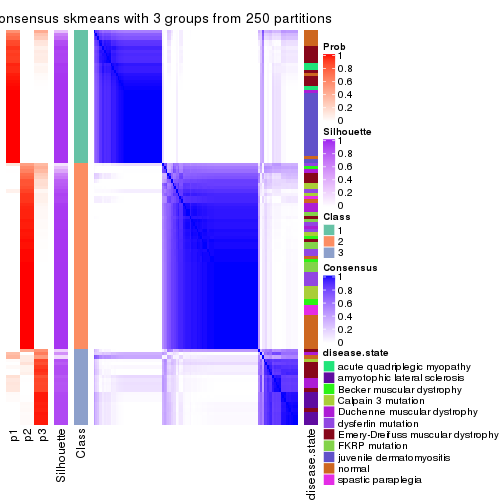 onsensus skmeans with 3 groups from 250 partitions
Prob
1
0.8
0.6
0.4
0.2
0
Silhouette
1
0.8
0.6
0.4
0.2
0
Class
1
2
3
Consensus
1
0.8
0.6
0.4
0.2
0
disease.state
acute quadriplegic myopathy
amyotophic lateral sclerosis
Becker muscular dystrophy
Calpain 3 mutation
Duchenne muscular dystrophy
dysferlin mutation
Emery-Dreifuss muscular dystrophy
FKRP mutation
juvenile dermatomyositis
normal
spastic paraplegia
p1
p2
p3
Silhouette
Class
disease.state